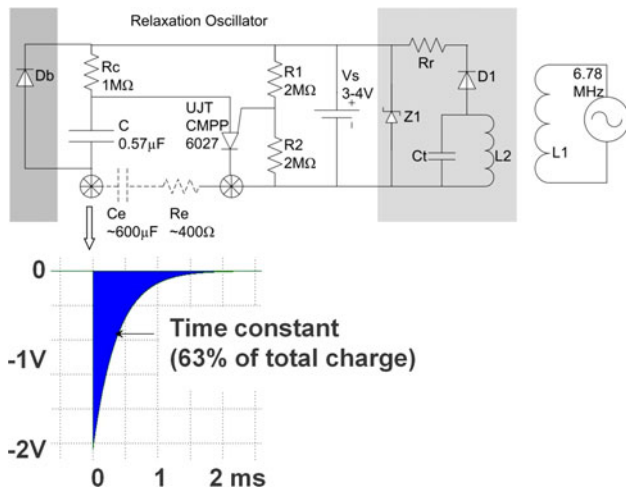 Relaxation Oscillator
Db
Rc
1MΩ
C
0.57µF
UJT
CMPP
6027
R1
2MΩ
R2
2MΩ
Vs
3-4V
+
Z1
Rr
D1
Ct
L2
L1
6.78
MHz
Ce
~600µF
Re
~400Ω
0
-1V
-2V
Time constant
(63% of total charge)
0 1 2 ms